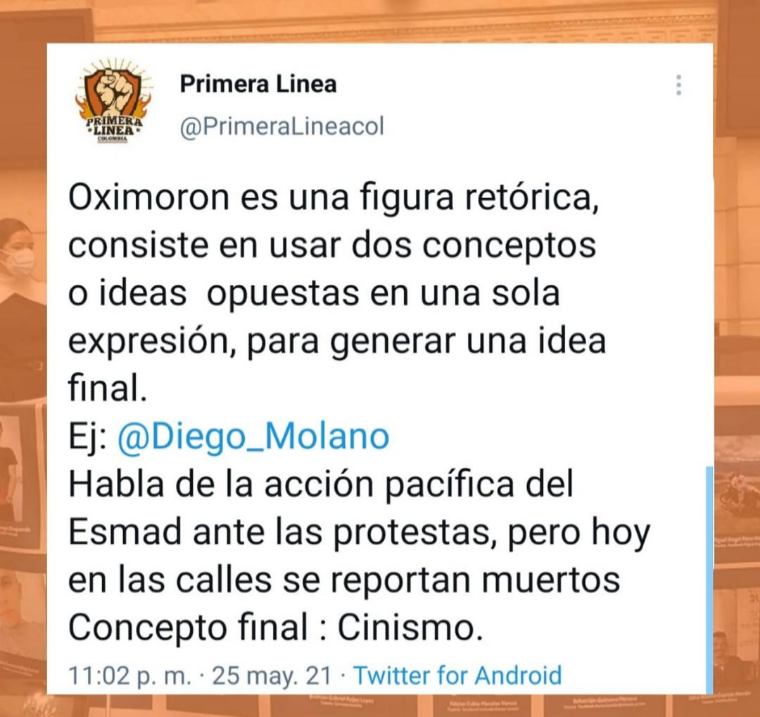 PRIMERA
LINEA
COLOMBIA
Primera Linea
@PrimeraLineacol
Oximoron es una figura retórica,
consiste en usar dos conceptos
o ideas  opuestas en una sola
expresión, para generar una idea
final.
Ej: @Diego_Molano
Habla de la acción pacífica del
Esmad ante las protestas, pero hoy
en las calles se reportan muertos
Concepto final : Cinismo.
11:02 p. m. · 25 may. 21 · Twitter for Android